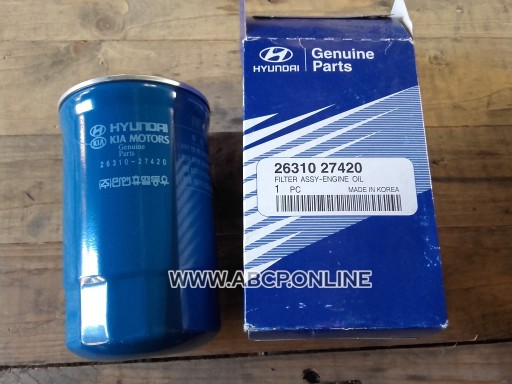 HYUNDAI
Genuine
Parts
HYUNDAI
KIA MOTORS
Genuine
Parts
26310-27420
26310 27420
FILTER ASSY-ENGINE OIL
1 PC MADE IN KOREA
WWW.ABCP.ONLINE